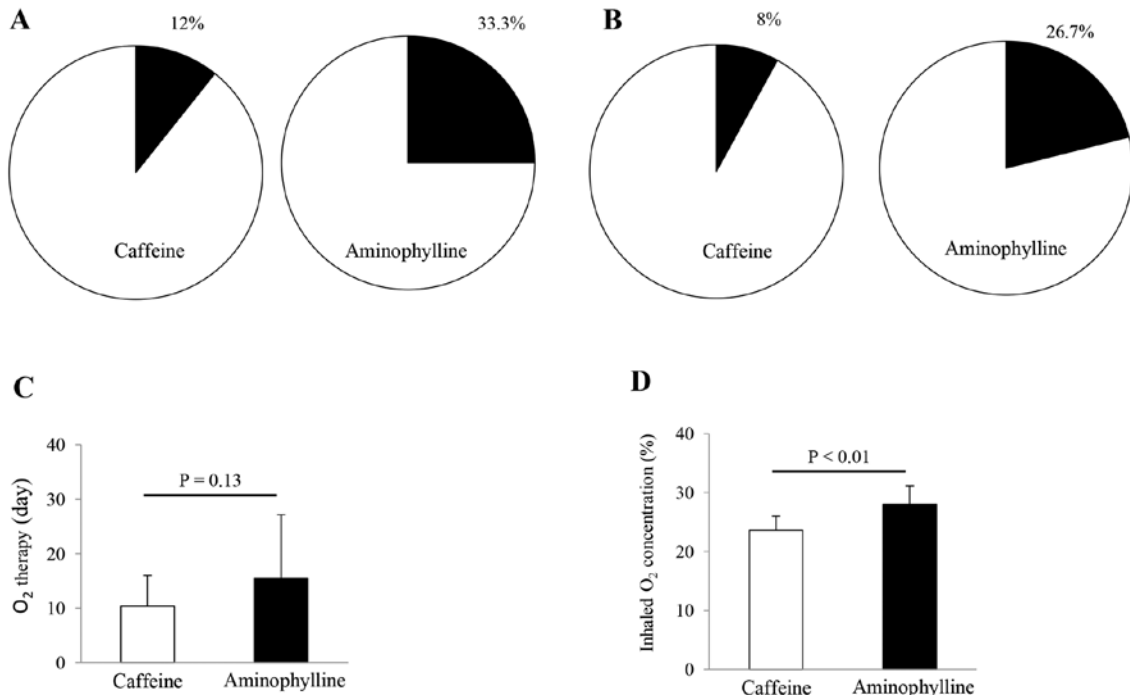 A
12%
33.3%
Caffeine
Aminophylline
B
8%
26.7%
Caffeine
Aminophylline
C
O₂ therapy (day)
40
30
20
10
0
P = 0.13
Caffeine
Aminophylline
D
Inhaled O₂ concentration (%)
40
30
20
10
0
P < 0.01
Caffeine
Aminophylline